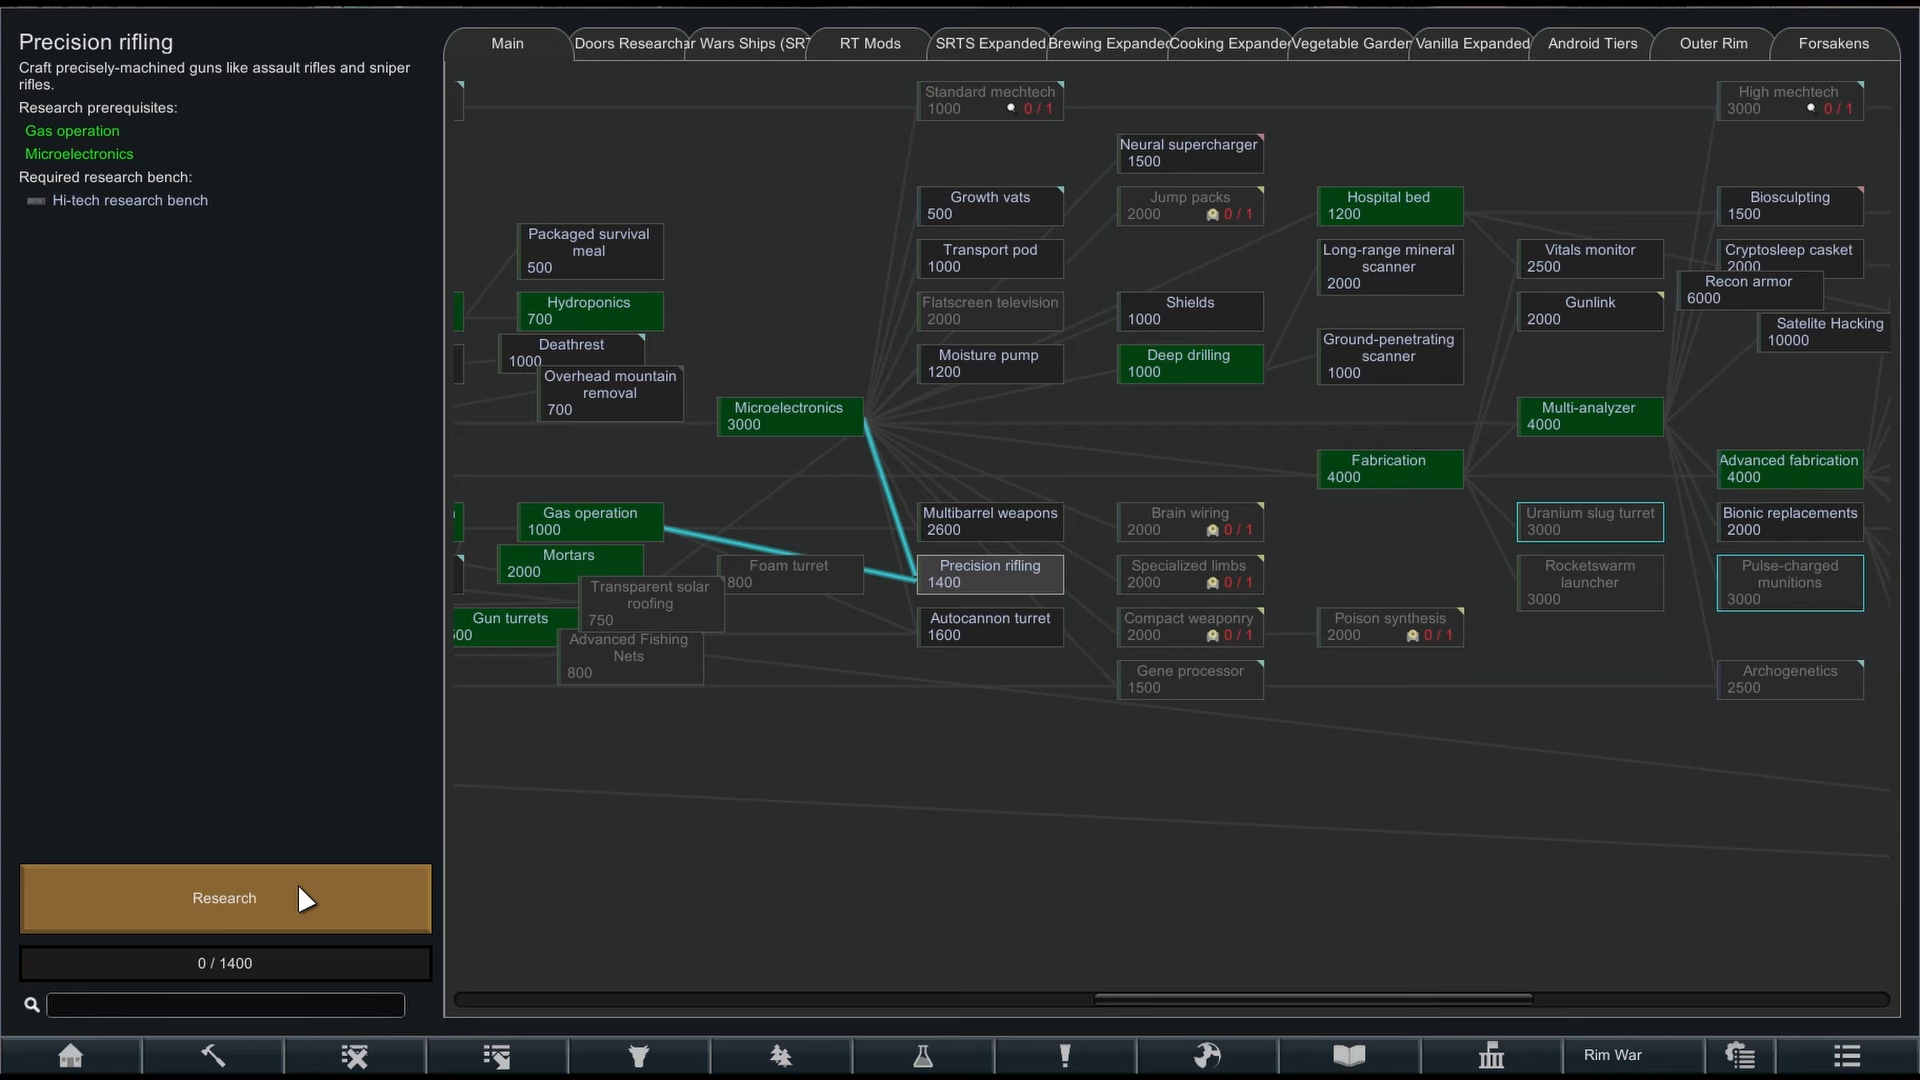 Precision rifling
Craft precisely-machined guns like assault rifles and sniper
rifles.
Research prerequisites:
Gas operation
Microelectronics
Required research bench:
Hi-tech research bench
Research
0 / 1400
Main
Doors Research
ar Wars Ships (SRT
RT Mods
SRTS Expanded
Brewing Expanded
Cooking Expande
Vegetable Garden
Vanilla Expanded
Android Tiers
Outer Rim
Forsakens
Standard mechtech
1000
0 / 1
High mechtech
3000
0 / 1
Neural supercharger
1500
Growth vats
500
Jump packs
2000
0 / 1
Hospital bed
1200
Biosculpting
1500
Packaged survival
meal
500
Transport pod
1000
Long-range mineral
scanner
2000
Vitals monitor
2500
Cryptosleep casket
2000
Recon armor
6000
Hydroponics
700
Flatscreen television
2000
Shields
1000
Gunlink
2000
Satelite Hacking
10000
Deathrest
1000
Moisture pump
1200
Deep drilling
1000
Ground-penetrating
scanner
1000
Overhead mountain
removal
700
Microelectronics
3000
Multi-analyzer
4000
Fabrication
4000
Advanced fabrication
4000
Gas operation
1000
Multibarrel weapons
2600
Brain wiring
2000
0 / 1
Uranium slug turret
3000
Bionic replacements
2000
Mortars
2000
Foam turret
800
Precision rifling
1400
Specialized limbs
2000
0 / 1
Rocketswarm
launcher
3000
Pulse-charged
munitions
3000
Transparent solar
roofing
750
Gun turrets
500
Autocannon turret
1600
Compact weaponry
2000
0 / 1
Poison synthesis
2000
0 / 1
Advanced Fishing
Nets
800
Gene processor
1500
Archogenetics
2500
Rim War